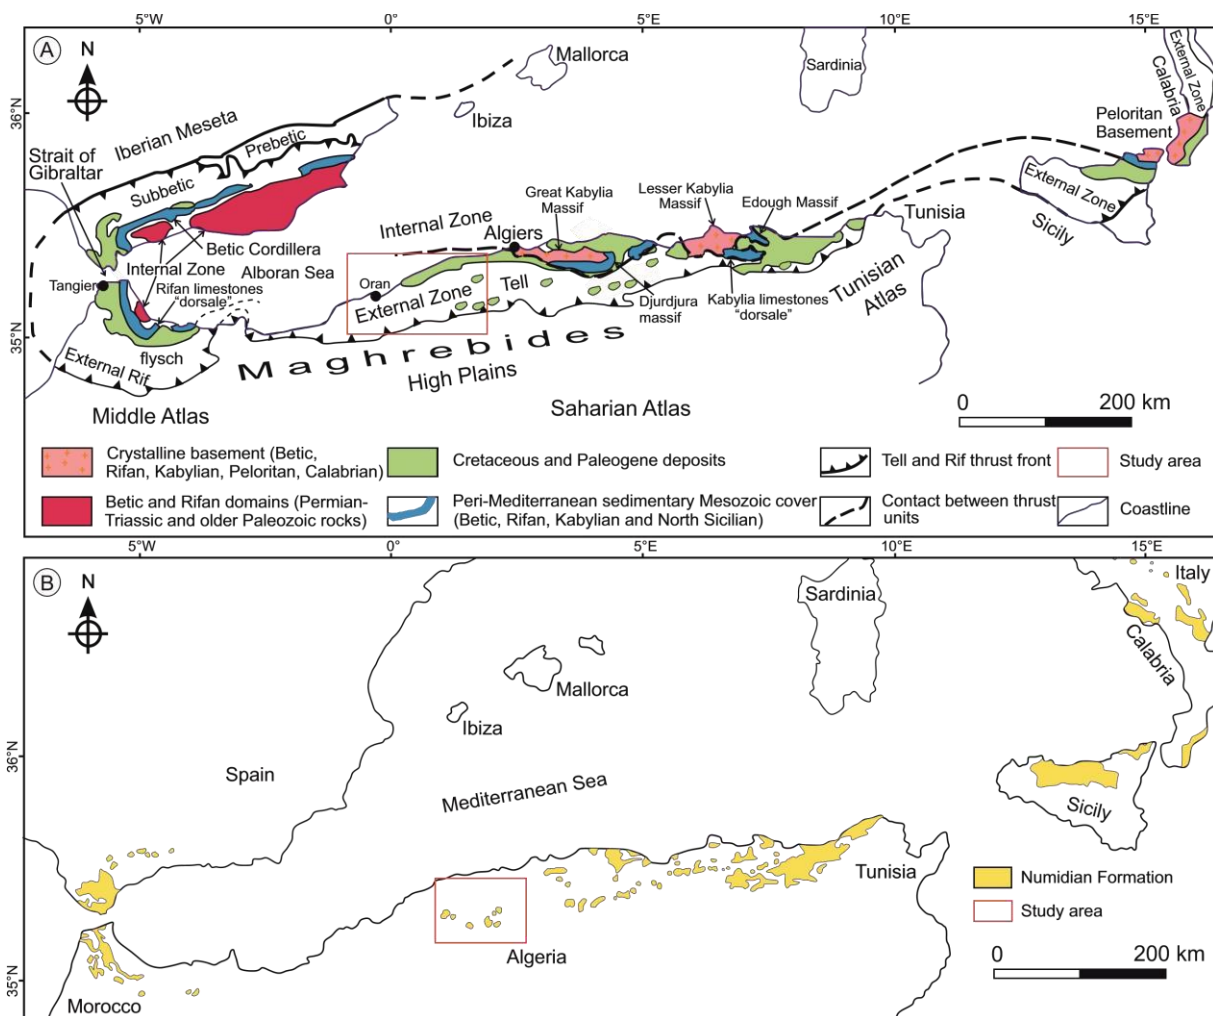 5°W 0° 5°E 10°E 15°E
A
N
36°N
35°N
Mallorca
Ibiza
Sardinia
External Zone
Calabria
Peloritan
Basement
Iberian Meseta
Prebetic
Strait of
Gibraltar
Subbetic
Betic Cordillera
Internal Zone
Alboran Sea
Tangier
Rifan limestones
"dorsale"
flysch
External Rif
Internal Zone
Algiers
Great Kabylia
Massif
Lesser Kabylia
Massif
Edough Massif
Tunisia
External Zone
Sicily
Oran
External Zone
Tell
Djurdjura
massif
Kabylia limestones
"dorsale"
Tunisian
Atlas
Maghrebides
High Plains
Middle Atlas
Saharian Atlas
0 200 km
Crystalline basement (Betic,
Rifan, Kabylian, Peloritan, Calabrian)
Cretaceous and Paleogene deposits
Tell and Rif thrust front
Study area
Betic and Rifan domains (Permian-
Triassic and older Paleozoic rocks)
Peri-Mediterranean sedimentary Mesozoic cover
(Betic, Rifan, Kabylian and North Sicilian)
Contact between thrust
units
Coastline
5°W 0° 5°E 10°E 15°E
B
N
36°N
35°N
Sardinia
Italy
Calabria
Mallorca
Ibiza
Spain
Mediterranean Sea
Sicily
Tunisia
Algeria
Morocco
Numidian Formation
Study area
0 200 km